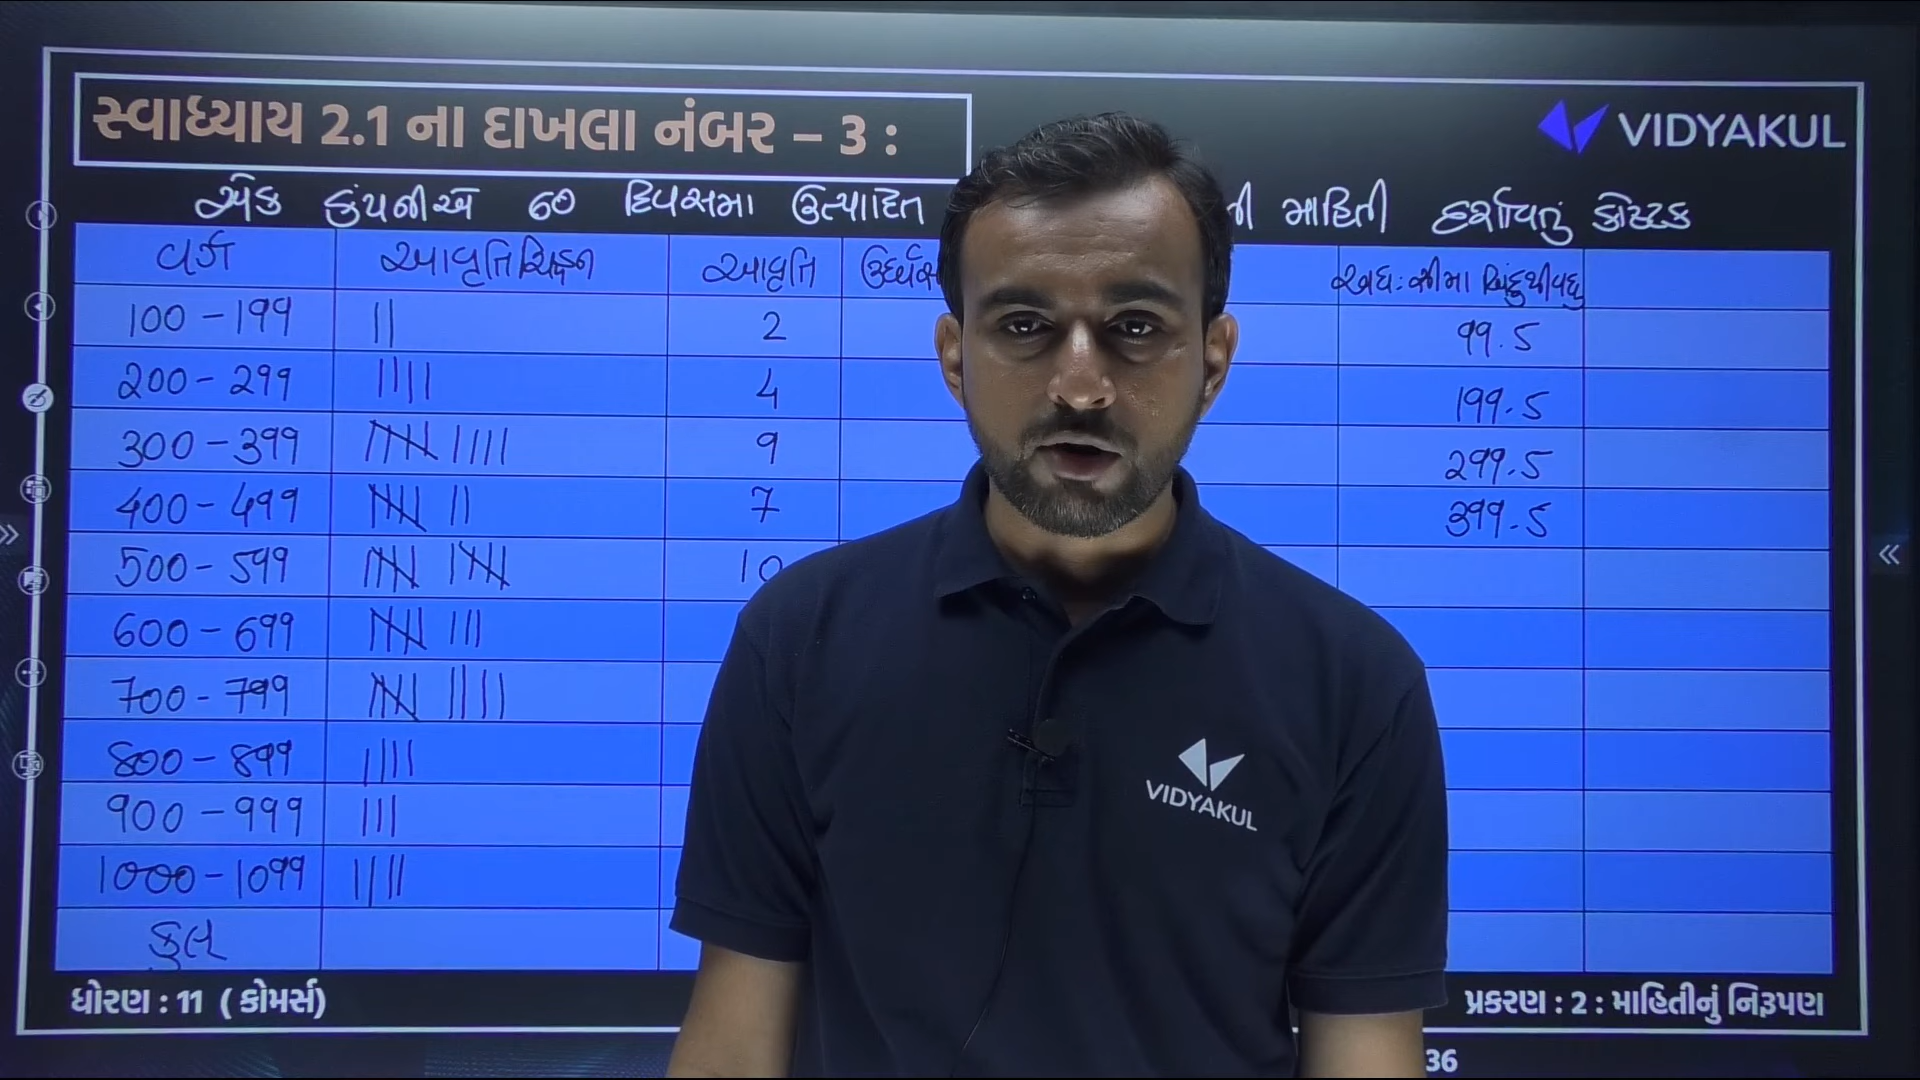 સ્વાધ્યાય 2.1 ના દાખલા નંબર – 3 :
VIDYAKUL
એક કંપનીએ 60 દિવસમા ઉત્પાદિત ની માહિતી દર્શાવતું કોષ્ટક
વર્ગ આવૃત્તિ ચિહ્ન આવૃત્તિ અધ: સીમા બિંદુથી વધુ
100 – 199 || 2 99.5
200 – 299 |||| 4 199.5
300 – 399 9 299.5
400 – 499 7 399.5
500 – 599 10
600 – 699
700 – 799
800 – 899 ||||
900 – 999 |||
1000 – 1099 ||||
કુલ
VIDYAKUL
ધોરણ : 11 ( કોમર્સ)
પ્રકરણ : 2 : માહિતીનું નિરૂપણ
36